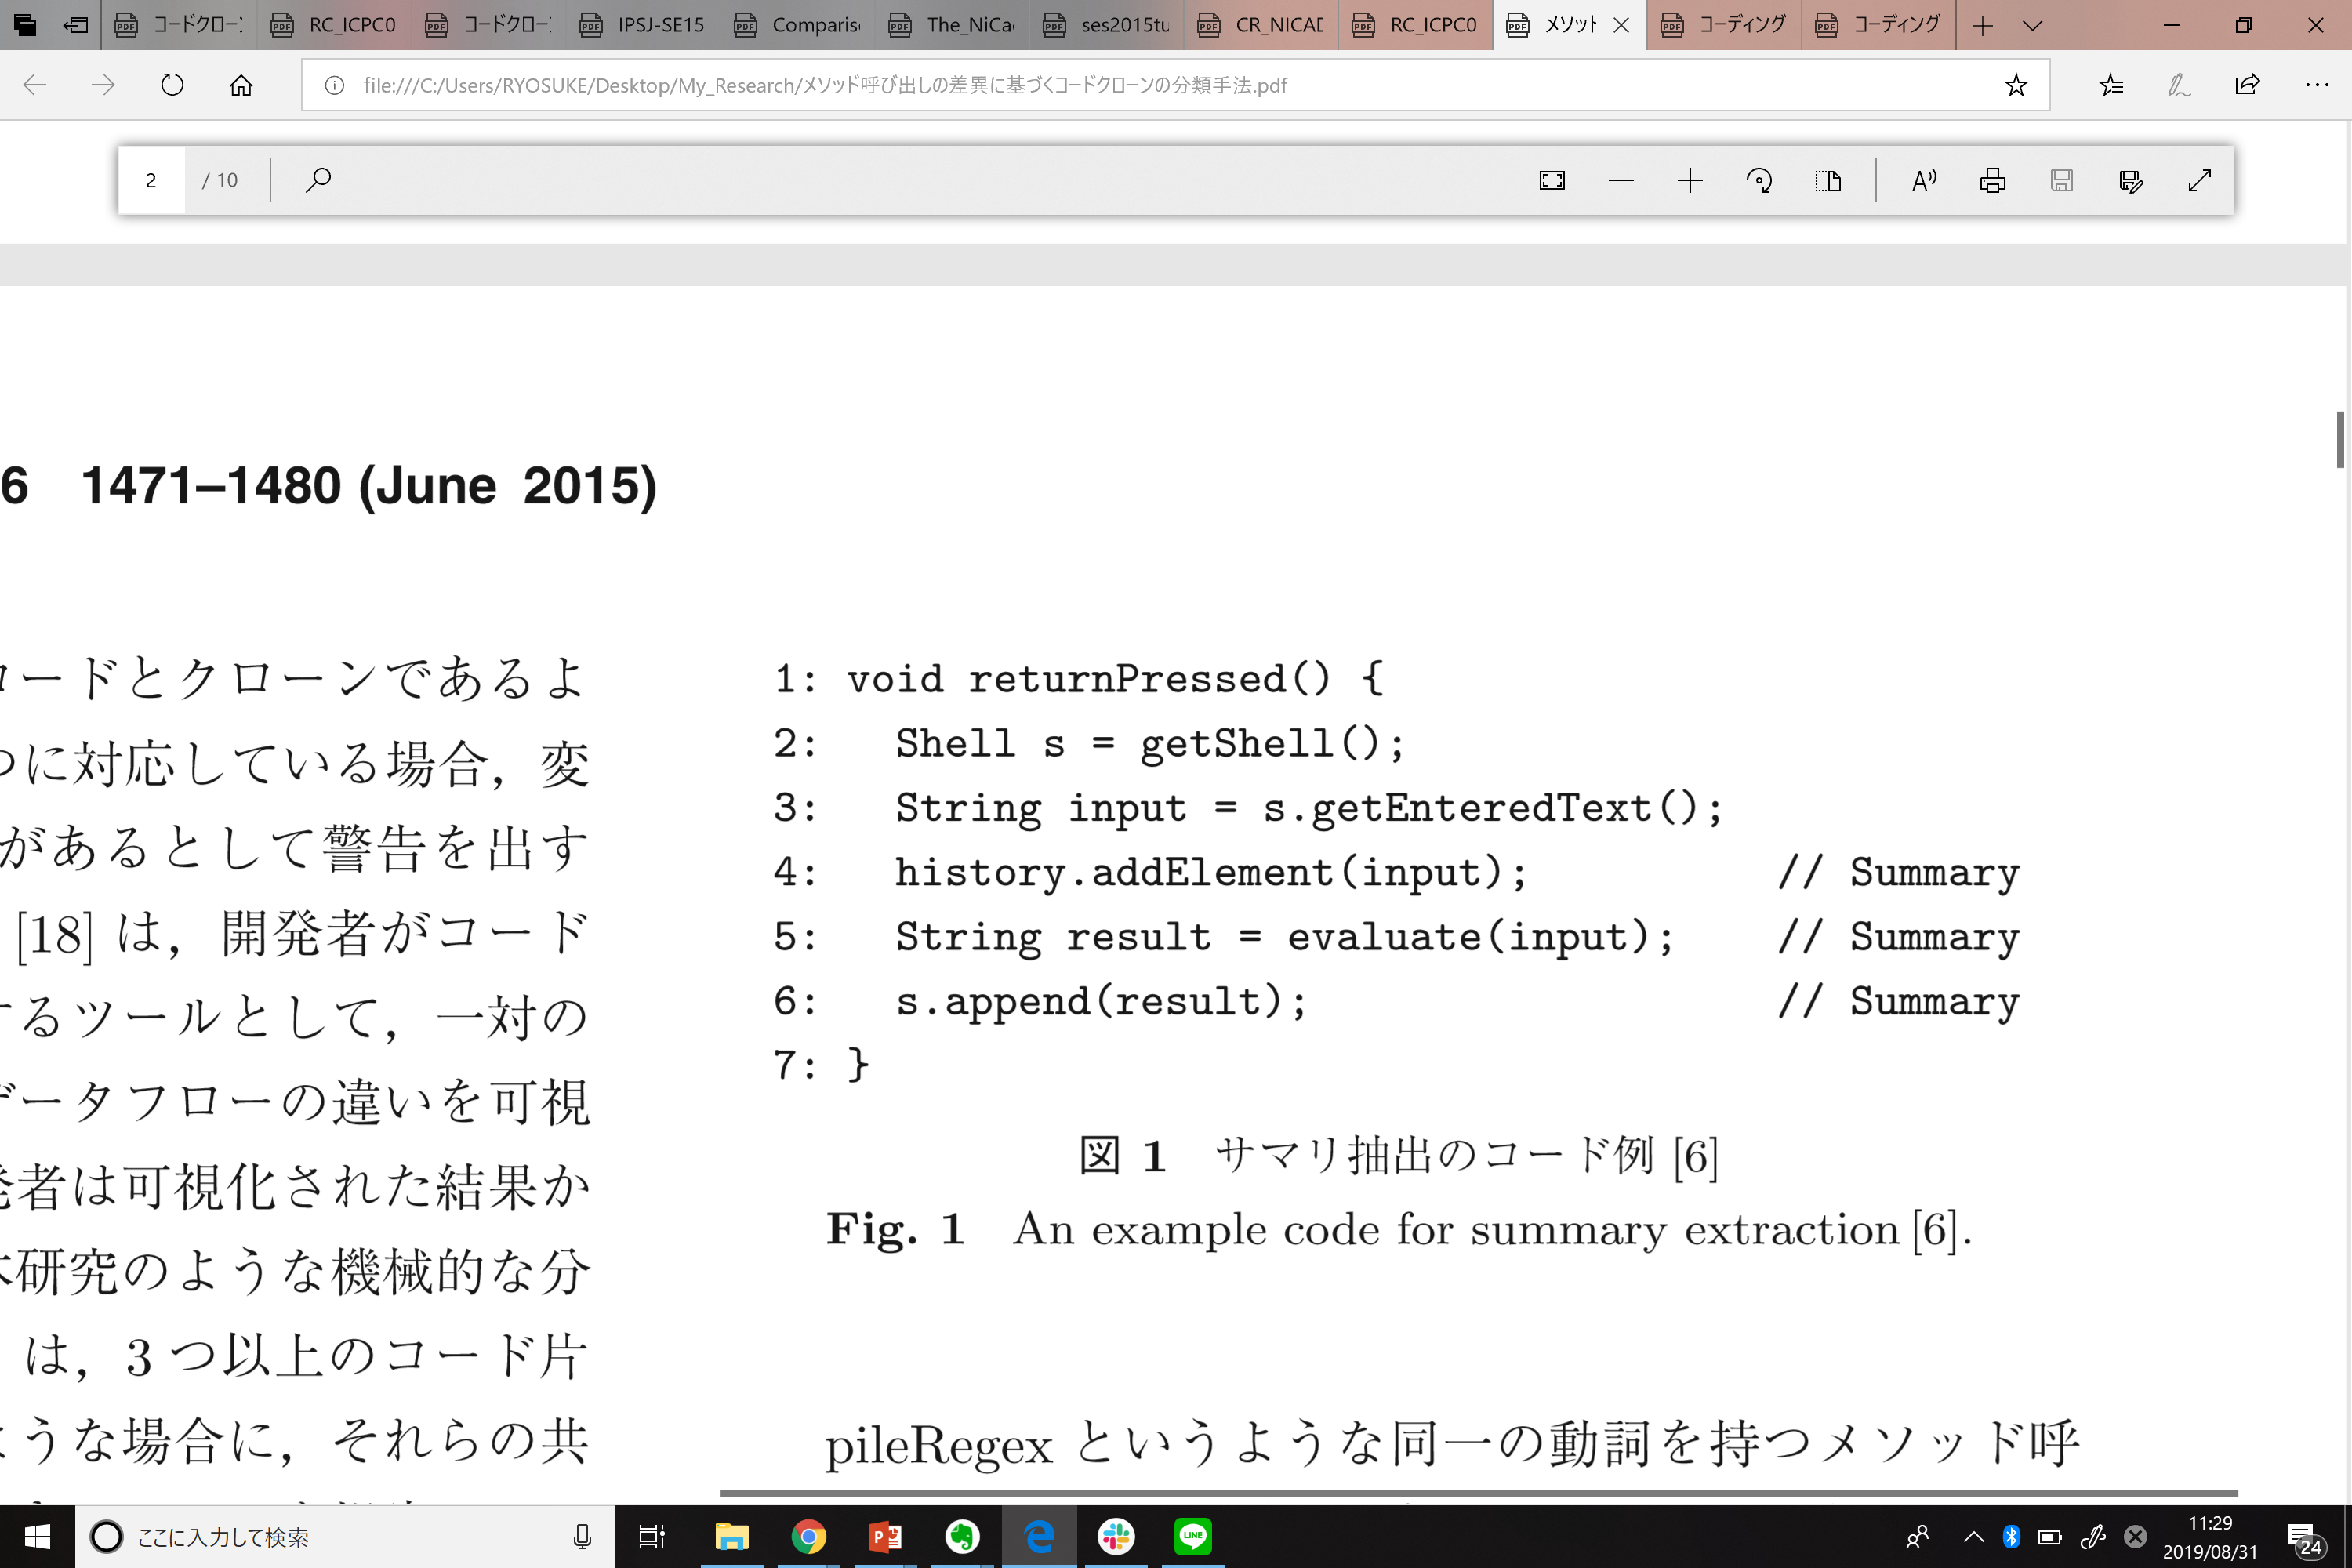 コードクローン
RC_ICPC0
コードクロー
IPSJ-SE15
Comparis
The_NiCa
ses2015tu
CR_NICAD
RC_ICPC0
メソッド
コーディング
コーディング
file:///C:/Users/RYOSUKE/Desktop/My_Research/メソッド呼び出しの差異に基づくコードクローンの分類手法.pdf
2 / 10
6 1471–1480 (June 2015)
ードとクローンであるよ
つに対応している場合，変
があるとして警告を出す
[18] は，開発者がコード
するツールとして，一対の
データフローの違いを可視
発者は可視化された結果か
本研究のような機械的な分
は，3 つ以上のコード片
ような場合に，それらの共
1: void returnPressed() {
2: Shell s = getShell();
3: String input = s.getEnteredText();
4: history.addElement(input); // Summary
5: String result = evaluate(input); // Summary
6: s.append(result); // Summary
7: }
図 1 サマリ抽出のコード例 [6]
Fig. 1 An example code for summary extraction [6].
pileRegex というような同一の動詞を持つメソッド呼
ここに入力して検索
LINE
11:29
2019/08/31
24